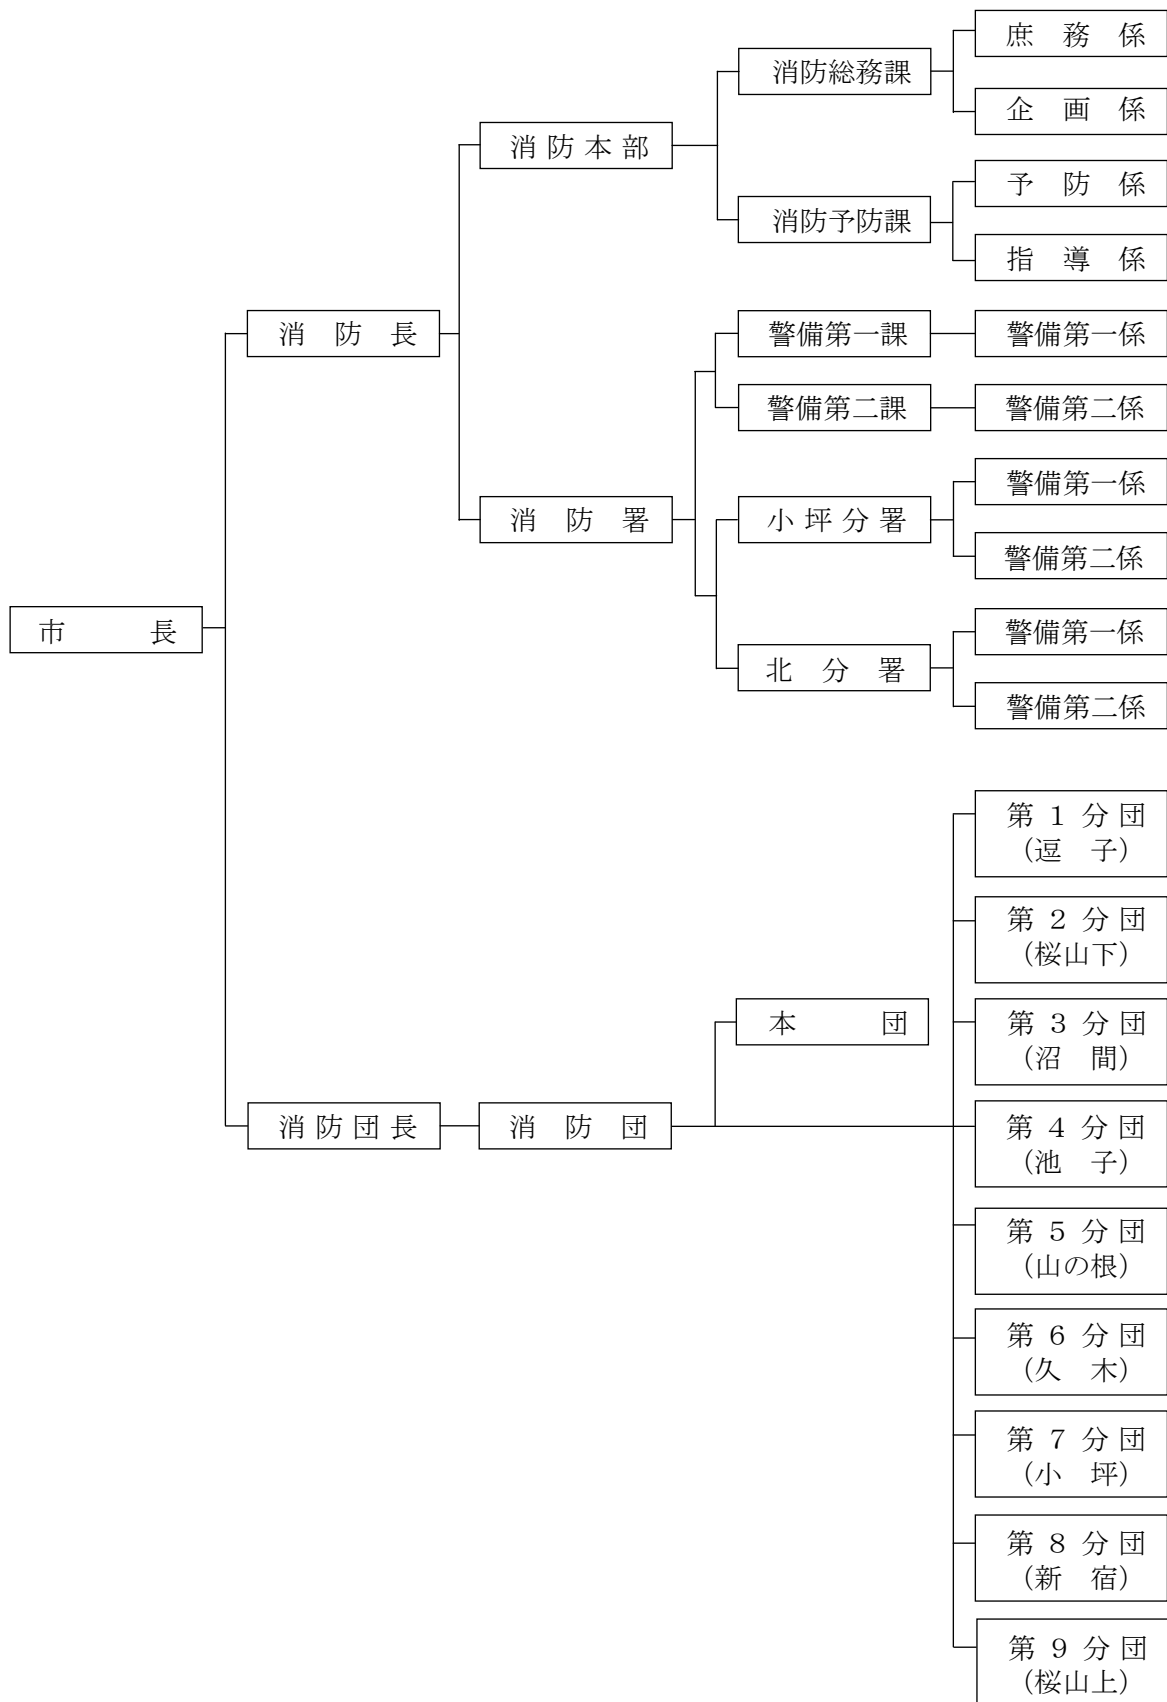 庶務係
消防総務課
企画係
消防本部
予防係
消防予防課
指導係
消防長
警備第一課
警備第一係
警備第二課
警備第二係
消防署
小坪分署
警備第一係
警備第二係
市長
北分署
警備第一係
警備第二係
第1分団
(逗子)
第2分団
(桜山下)
本団
第3分団
(沼間)
消防団長
消防団
第4分団
(池子)
第5分団
(山の根)
第6分団
(久木)
第7分団
(小坪)
第8分団
(新宿)
第9分団
(桜山上)